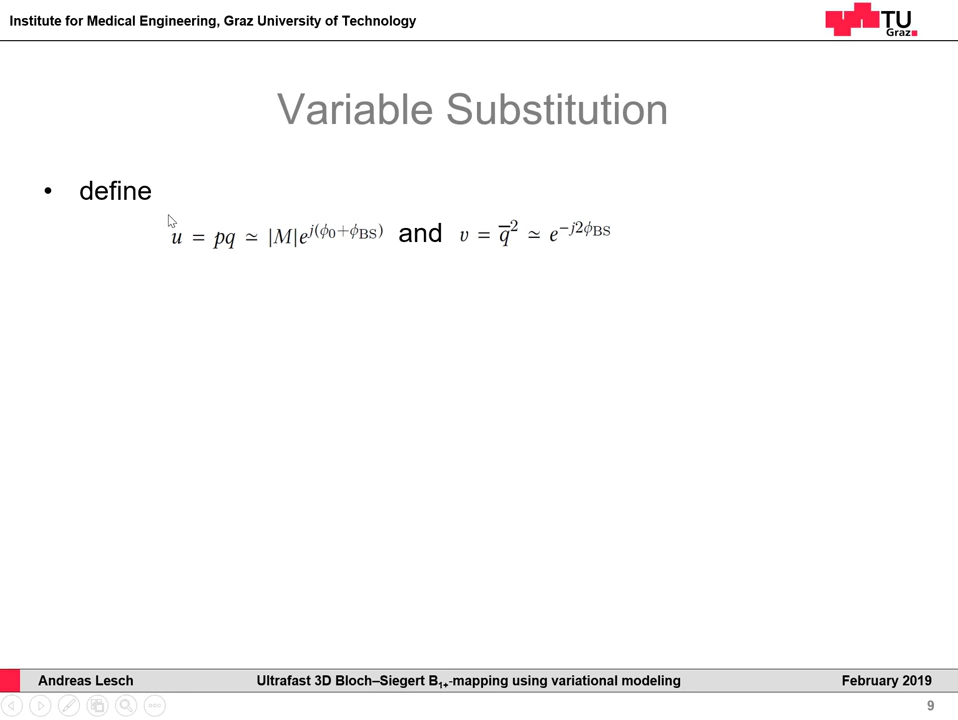 Institute for Medical Engineering, Graz University of Technology
TU
Graz
Variable Substitution
• define
u = pq ≃ |M|e^{j(ϕ₀+ϕ_BS)} and v = q̅² ≃ e^{−j2ϕ_BS}
Andreas Lesch Ultrafast 3D Bloch–Siegert B₁₊-mapping using variational modeling February 2019
9